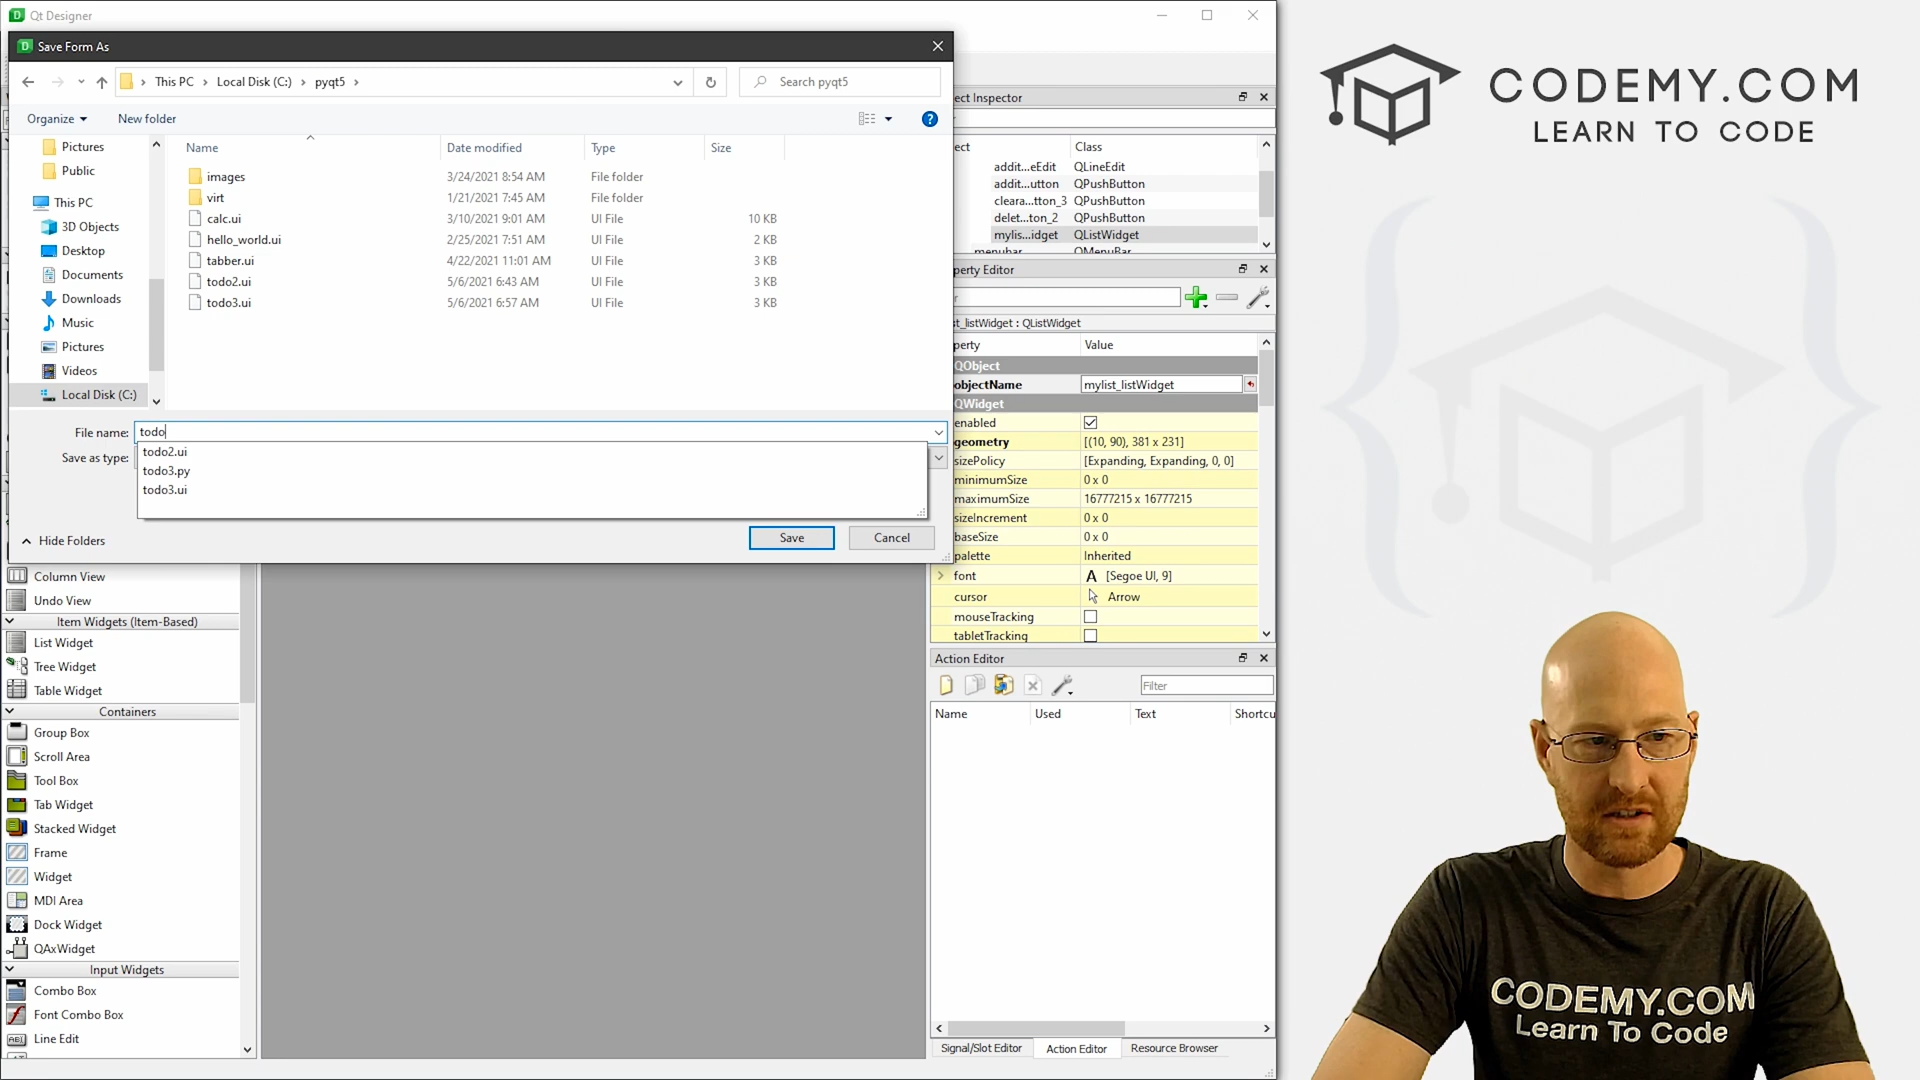 Qt Designer
Save Form As
This PC > Local Disk (C:) > pyqt5 >
Search pyqt5
Organize
New folder
Name
Date modified
Type
Size
Pictures
Public
This PC
3D Objects
Desktop
Documents
Downloads
Music
Pictures
Videos
Local Disk (C:)
images 3/24/2021 8:54 AM File folder
virt 1/21/2021 7:45 AM File folder
calc.ui 3/10/2021 9:01 AM UI File 10 KB
hello_world.ui 2/25/2021 7:51 AM UI File 2 KB
tabber.ui 4/22/2021 11:01 AM UI File 3 KB
todo2.ui 5/6/2021 6:43 AM UI File 3 KB
todo3.ui 5/6/2021 6:57 AM UI File 3 KB
File name: todo
Save as type:
todo2.ui
todo3.py
todo3.ui
Hide Folders
Save
Cancel
Column View
Undo View
Item Widgets (Item-Based)
List Widget
Tree Widget
Table Widget
Containers
Group Box
Scroll Area
Tool Box
Tab Widget
Stacked Widget
Frame
Widget
MDI Area
Dock Widget
QAxWidget
Input Widgets
Combo Box
Font Combo Box
Line Edit
ect Inspector
ect Class
addit...eEdit QLineEdit
addit...utton QPushButton
cleara...tton_3 QPushButton
delet...ton_2 QPushButton
mylis...idget QListWidget
menubar QMenuBar
perty Editor
st_listWidget : QListWidget
perty Value
QObject
objectName mylist_listWidget
QWidget
enabled
geometry [(10, 90), 381 x 231]
sizePolicy [Expanding, Expanding, 0, 0]
minimumSize 0 x 0
maximumSize 16777215 x 16777215
sizeIncrement 0 x 0
baseSize 0 x 0
palette Inherited
font A [Segoe UI, 9]
cursor Arrow
mouseTracking
tabletTracking
Action Editor
Filter
Name Used Text Shortcu
Signal/Slot Editor Action Editor Resource Browser
CODEMY.COM
LEARN TO CODE
CODEMY.COM
Learn To Code